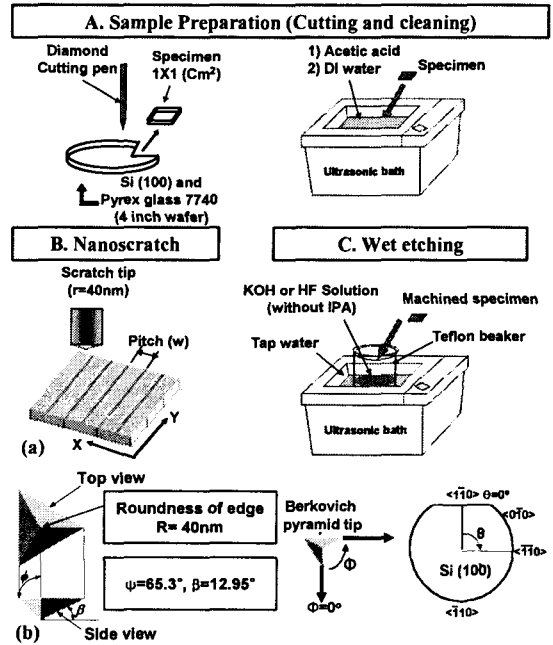 A. Sample Preparation (Cutting and cleaning)
Diamond
Cutting pen
Specimen
1X1 (Cm²)
Si (100) and
Pyrex glass 7740
(4 inch wafer)
1) Acetic acid
2) DI water
Specimen
Ultrasonic bath
B. Nanoscratch
Scratch tip
(r=40nm)
Pitch (w)
X
Y
(a)
C. Wet etching
KOH or HF Solution
(without IPA)
Machined specimen
Tap water
Teflon beaker
Ultrasonic bath
Top view
ϕ
β
Side view
(b)
Roundness of edge
R= 40nm
ψ=65.3°, β=12.95°
Berkovich
pyramid tip
Φ
Φ=0°
<11̄0> θ=0°
<01̄0>
θ
<1̄1̄0>
Si (100)
<1̄10>